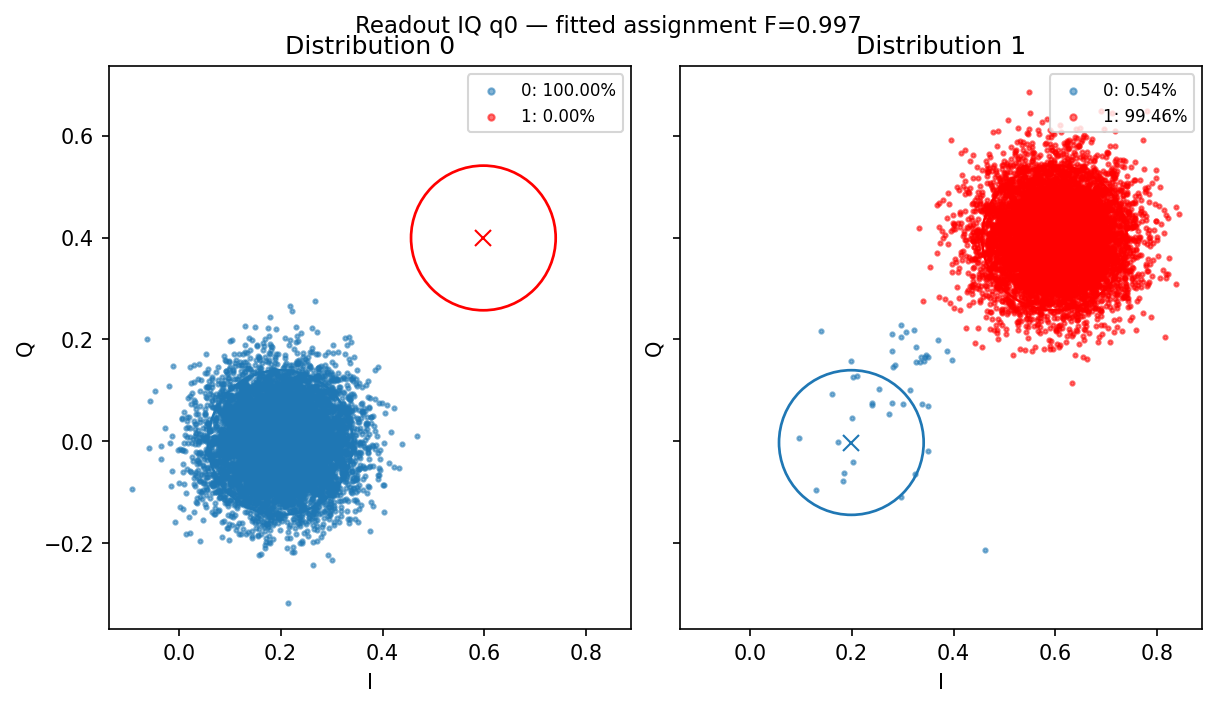 Readout IQ q0 — fitted assignment F=0.997
Distribution 0
0: 100.00%
1: 0.00%
Q
0.6
0.4
0.2
0.0
−0.2
0.0 0.2 0.4 0.6 0.8
I
Distribution 1
0: 0.54%
1: 99.46%
Q
0.0 0.2 0.4 0.6 0.8
I